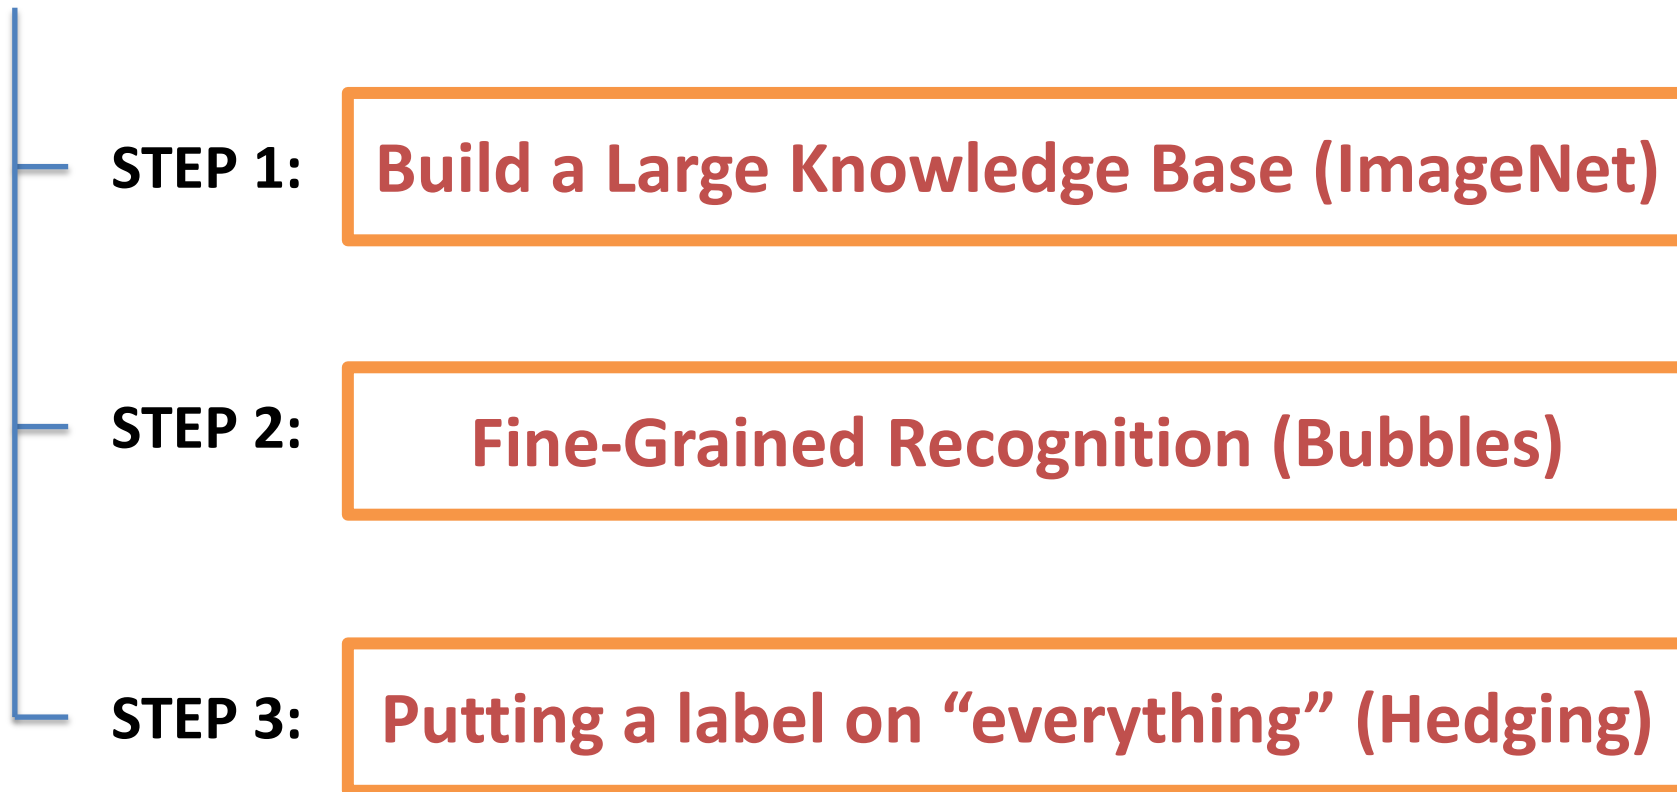 STEP 1: Build a Large Knowledge Base (ImageNet)
STEP 2: Fine-Grained Recognition (Bubbles)
STEP 3: Putting a label on “everything” (Hedging)